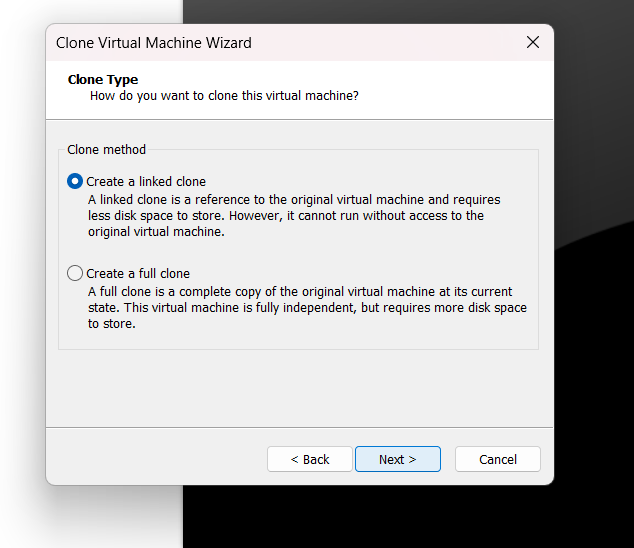 Clone Virtual Machine Wizard
Clone Type
How do you want to clone this virtual machine?
Clone method
Create a linked clone
A linked clone is a reference to the original virtual machine and requires
less disk space to store. However, it cannot run without access to the
original virtual machine.
Create a full clone
A full clone is a complete copy of the original virtual machine at its current
state. This virtual machine is fully independent, but requires more disk space
to store.
< Back
Next >
Cancel